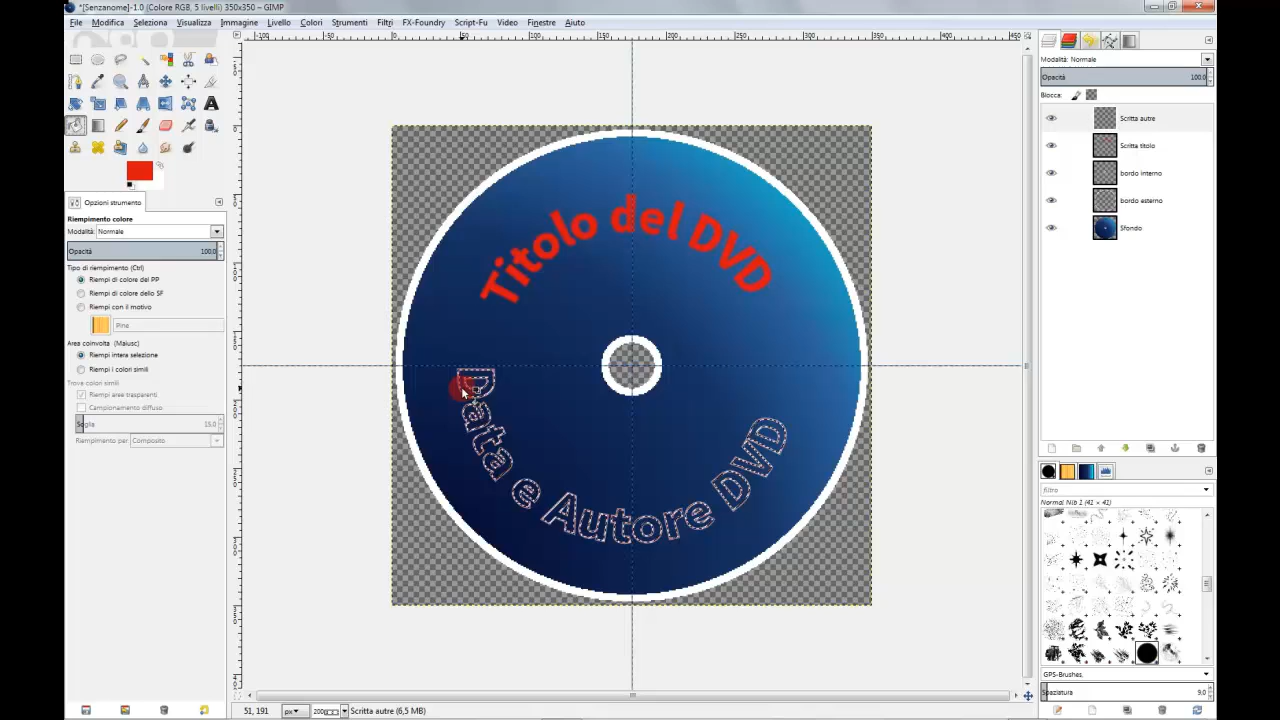 *[Senzanome]-1.0 (Colore RGB, 5 livelli) 350x350 – GIMP
File Modifica Seleziona Visualizza Immagine Livello Colori Strumenti Filtri FX-Foundry Script-Fu Video Finestre Aiuto
Opzioni strumento
Riempimento colore
Modalità: Normale
Opacità 100.0
Tipo di riempimento (Ctrl)
Riempi di colore del PP
Riempi di colore dello SF
Riempi con il motivo
Pine
Area coinvolta (Maiusc)
Riempi intera selezione
Riempi i colori simili
Trova colori simili
Riempi aree trasparenti
Campionamento diffuso
Soglia 15.0
Riempimento per: Composito
Titolo del DVD
Data e Autore DVD
51, 191 px 200 Scritta autre (6,5 MB)
Modalità: Normale
Opacità 100.0
Blocca:
Scritta autre
Scritta titolo
bordo interno
bordo esterno
Sfondo
filtro
Normal Nib 1 (41 × 41)
GPS-Brushes,
Spaziatura 9.0